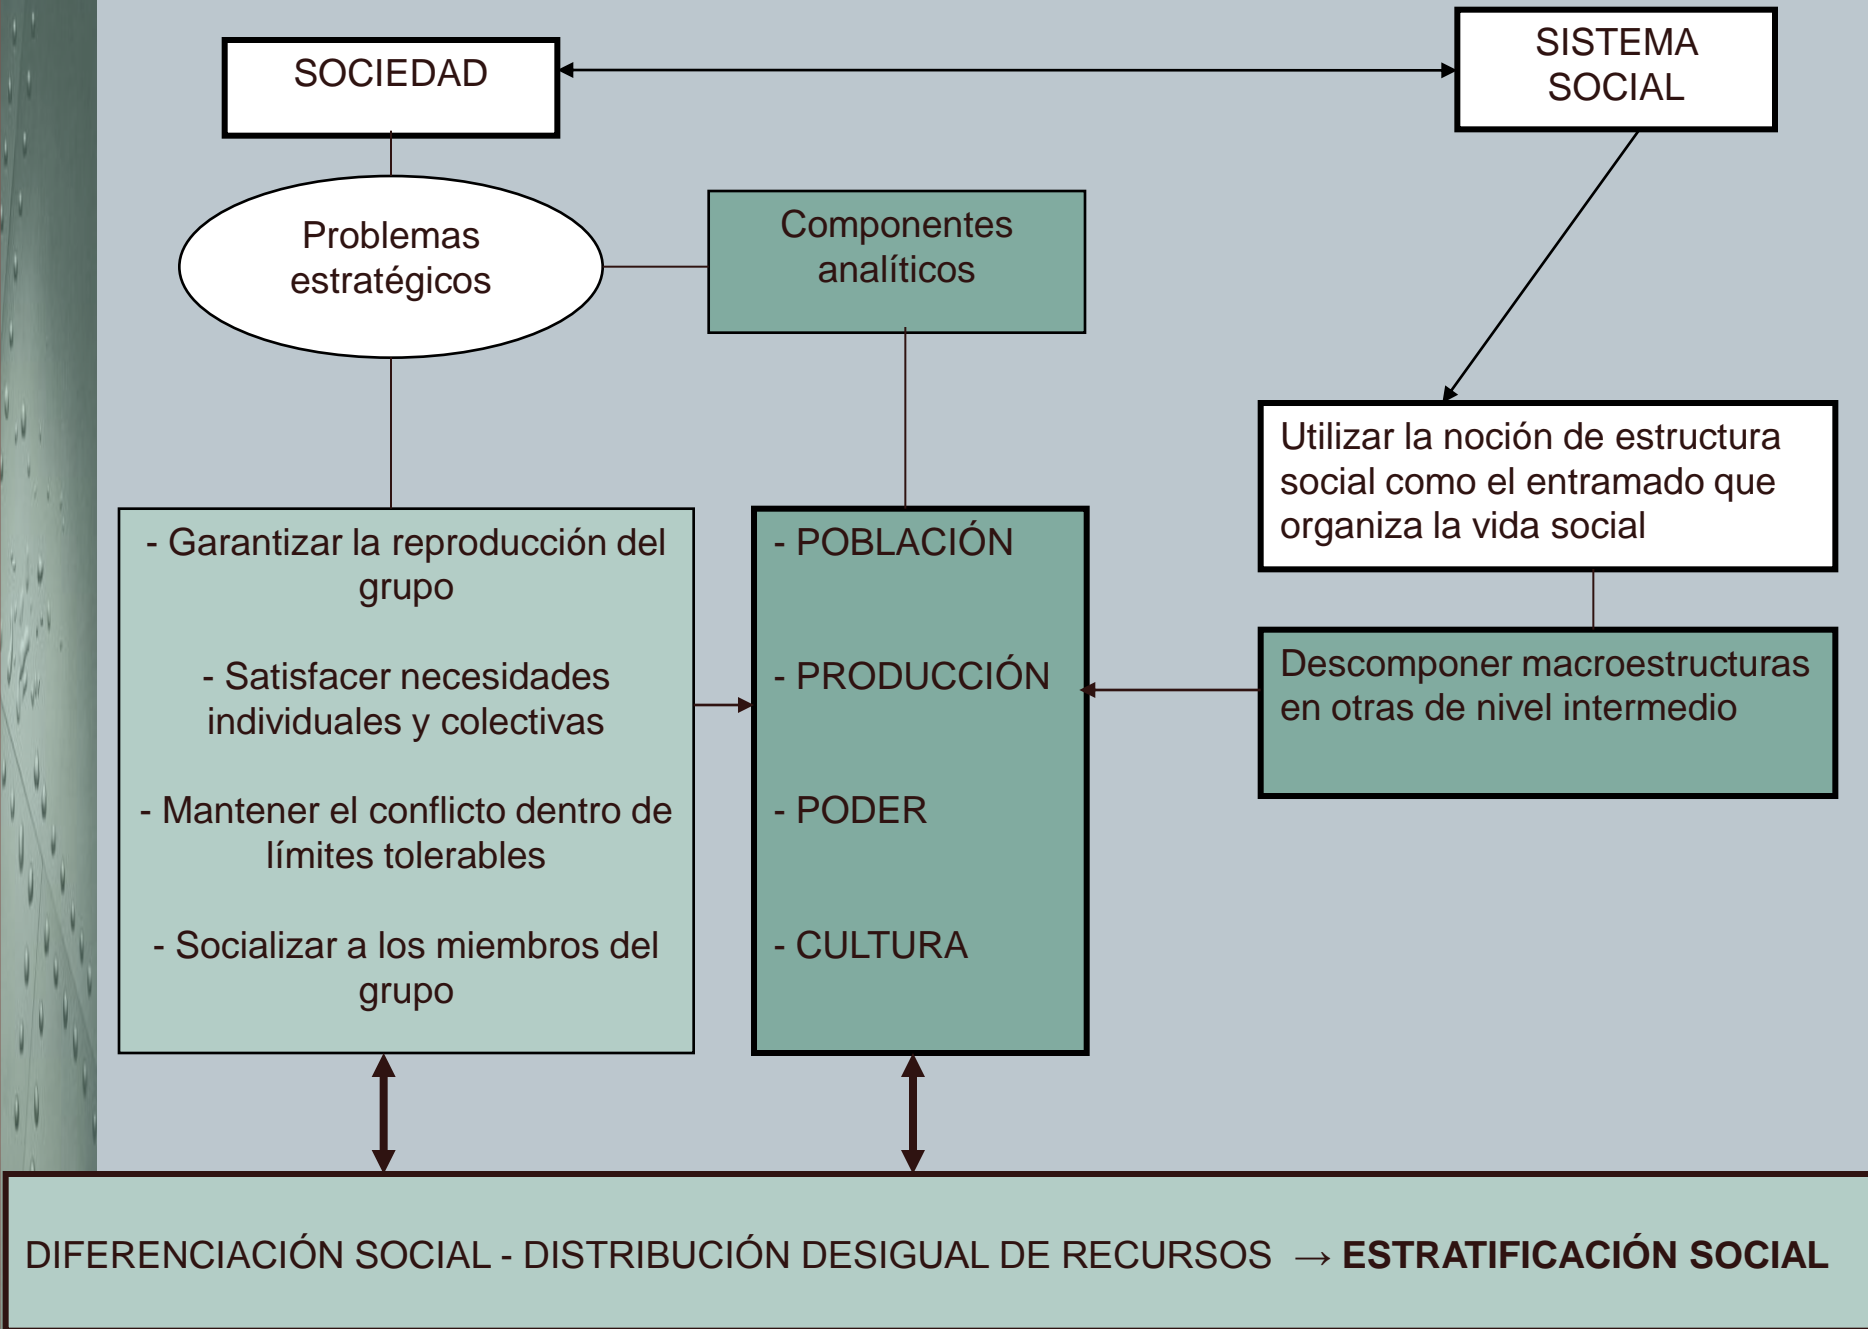 SOCIEDAD
SISTEMA
SOCIAL
Problemas
estratégicos
Componentes
analíticos
Utilizar la noción de estructura
social como el entramado que
organiza la vida social
- Garantizar la reproducción del
grupo
- Satisfacer necesidades
individuales y colectivas
- Mantener el conflicto dentro de
límites tolerables
- Socializar a los miembros del
grupo
- POBLACIÓN
- PRODUCCIÓN
- PODER
- CULTURA
Descomponer macroestructuras
en otras de nivel intermedio
DIFERENCIACIÓN SOCIAL - DISTRIBUCIÓN DESIGUAL DE RECURSOS → ESTRATIFICACIÓN SOCIAL